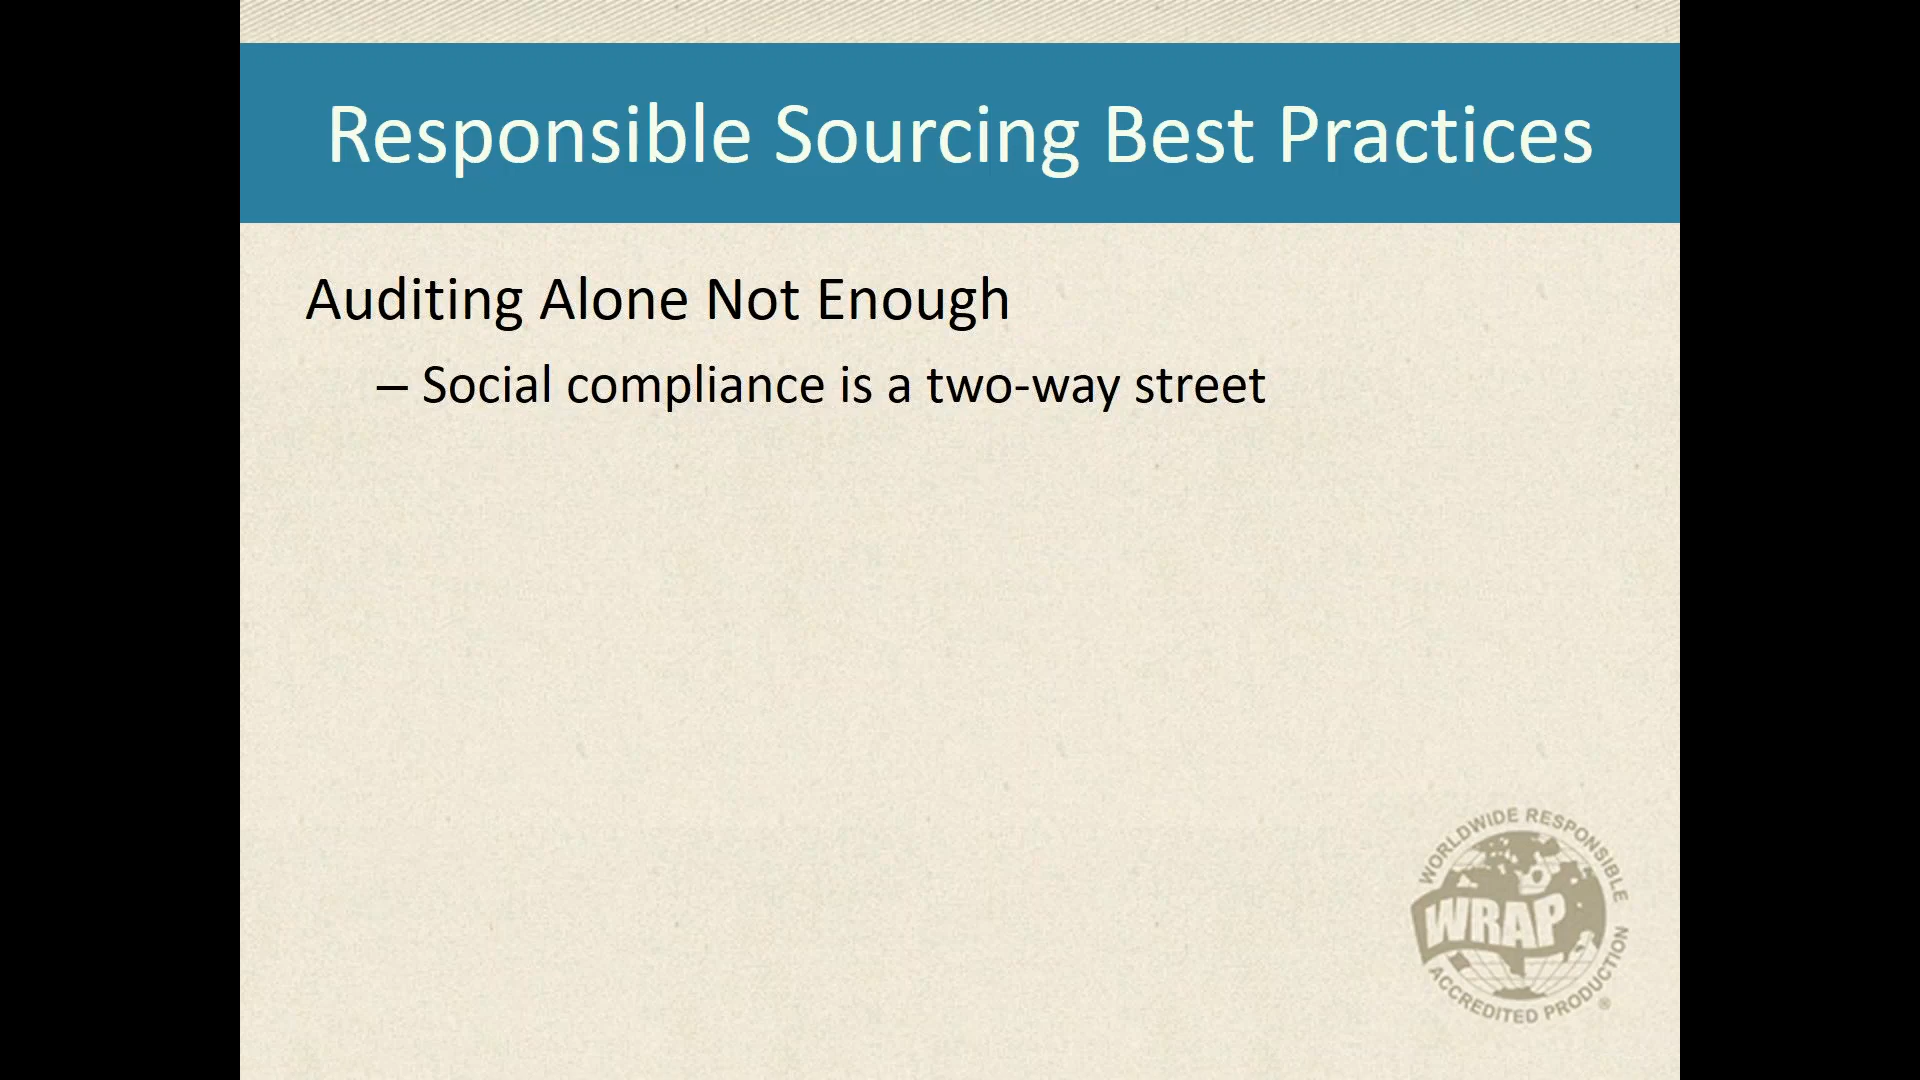 Responsible Sourcing Best Practices
Auditing Alone Not Enough
– Social compliance is a two-way street
WORLDWIDE RESPONSIBLE
WRAP
ACCREDITED PRODUCTION
®